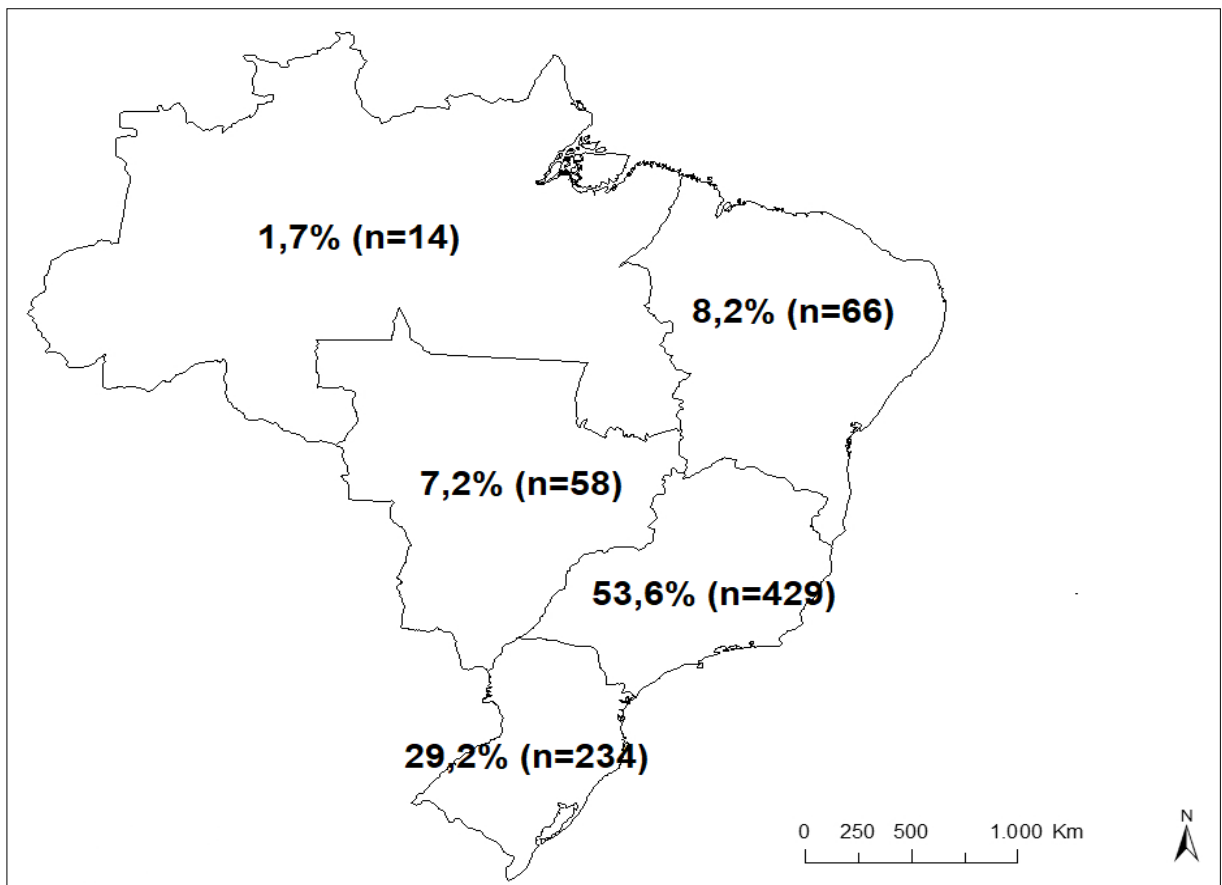 1,7% (n=14)
8,2% (n=66)
7,2% (n=58)
53,6% (n=429)
29,2% (n=234)
0 250 500 1.000 Km
N